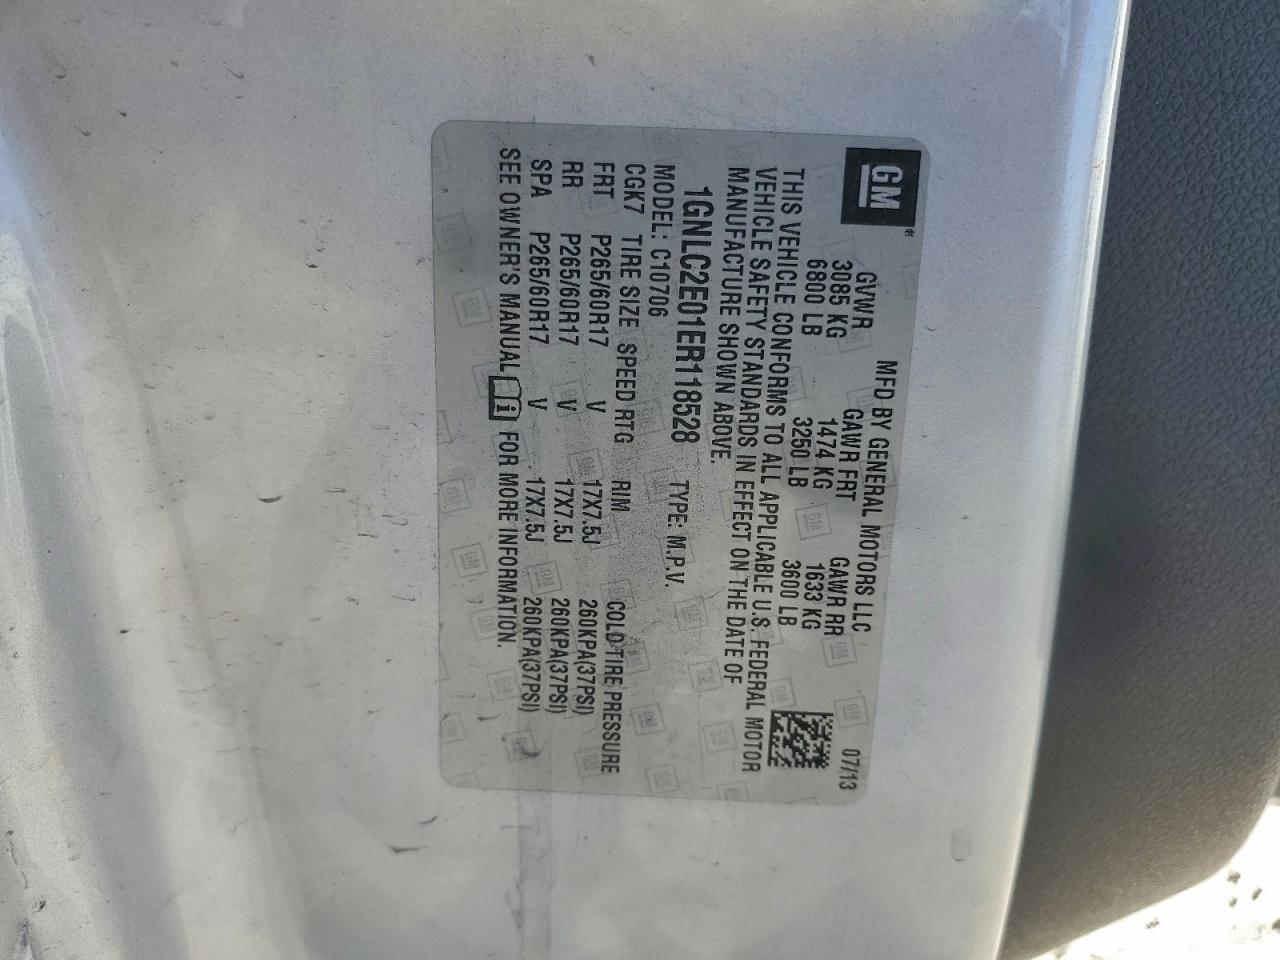 GM
MFD BY GENERAL MOTORS LLC 07/13
GVWR GAWR FRT GAWR RR
3085 KG 1474 KG 1633 KG
6800 LB 3250 LB 3600 LB
THIS VEHICLE CONFORMS TO ALL APPLICABLE U.S. FEDERAL MOTOR
VEHICLE SAFETY STANDARDS IN EFFECT ON THE DATE OF
MANUFACTURE SHOWN ABOVE.
1GNLC2E01ER118528 TYPE: M.P.V.
MODEL: C10706
CGK7 TIRE SIZE SPEED RTG RIM COLD TIRE PRESSURE
FRT P265/60R17 V 17X7.5J 260KPA(37PSI)
RR P265/60R17 V 17X7.5J 260KPA(37PSI)
SPA P265/60R17 V 17X7.5J 260KPA(37PSI)
SEE OWNER'S MANUAL i FOR MORE INFORMATION.